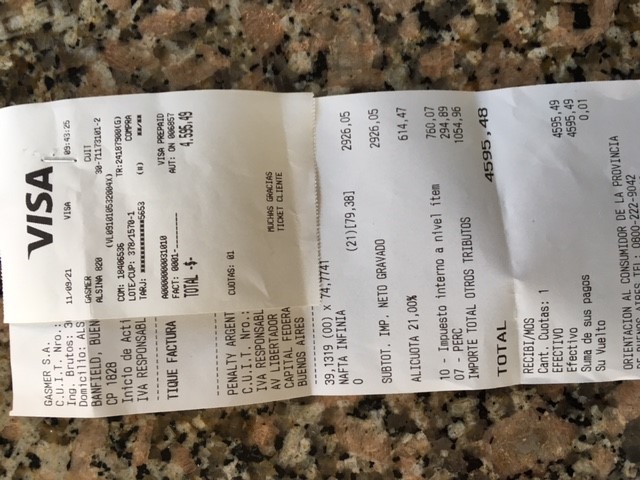 VISA
11/09/21 VISA 09:43:25
GASMER CUIT
ALSINA 820 30-71173101-2
(VL091010532004X)
COM: 18406536 TR:24187900(G)
LOTE/CUP: 378/1570-1 COMPRA
TARJ: ************5653 (H) **/**
A0000000031010 VISA PREPAID
FACT: 0001-________ AUT: ON 006857
TOTAL -$- 4.595,49
CUOTAS: 01
MUCHAS GRACIAS
TICKET CLIENTE
GASMER S.A.
C.U.I.T. Nro.:
Ing. Brutos: 3
Domicilio: ALS
BANFIELD, BUEN
CP 1828
Inicio de Acti
IVA RESPONSABL
TIQUE FACTURA
PENALTY ARGENT
C.U.I.T. Nro.:
IVA RESPONSABL
AV LIBERTADOR
CAPITAL FEDERA
BUENOS AIRES
39,1319 (00) x 74,7741
NAFTA INFINIA
0 (21)[79,38] 2926,05
SUBTOT. IMP. NETO GRAVADO 2926,05
ALICUOTA 21,00% 614,47
10 - Impuesto interno a nivel ítem 760,07
07 - PERC 294,89
IMPORTE TOTAL OTROS TRIBUTOS 1054,96
TOTAL 4595,48
RECIBI/MOS
Cant. Cuotas: 1
EFECTIVO 4595,49
Efectivo 4595,49
Suma de sus pagos 0,01
Su Vuelto
ORIENTACION AL CONSUMIDOR DE LA PROVINCIA
DE BUENOS AIRES TEL: 0800-222-9042